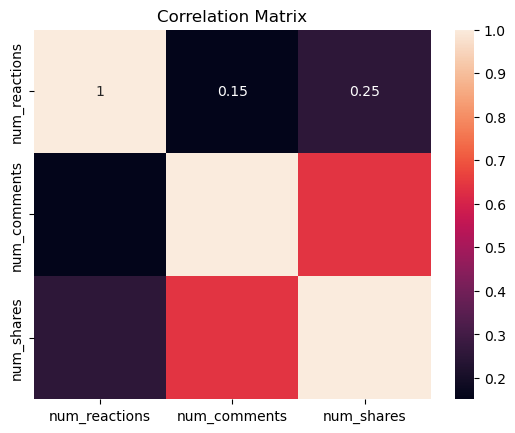 Correlation Matrix
num_reactions
1 0.15 0.25
num_comments
num_shares
num_reactions num_comments num_shares
1.0
0.9
0.8
0.7
0.6
0.5
0.4
0.3
0.2